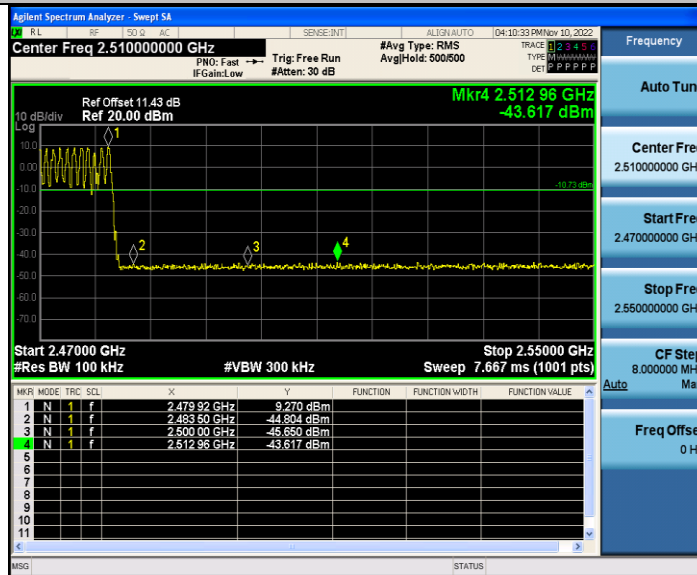 Agilent Spectrum Analyzer - Swept SA
RL RF 50 Ω AC SENSE:INT ALIGN AUTO 04:10:33 PM Nov 10, 2022
Center Freq 2.510000000 GHz
PNO: Fast
IFGain:Low
Trig: Free Run
#Atten: 30 dB
#Avg Type: RMS
Avg|Hold: 500/500
TRACE 1 2 3 4 5 6
TYPE
DET P P P P P P
Ref Offset 11.43 dB
10 dB/div Ref 20.00 dBm
Log
Mkr4 2.512 96 GHz
-43.617 dBm
10.0
0.00
-10.0
-20.0
-30.0
-40.0
-50.0
-60.0
-70.0
1
2
3
4
-10.73 dBm
Start 2.47000 GHz Stop 2.55000 GHz
#Res BW 100 kHz #VBW 300 kHz Sweep 7.667 ms (1001 pts)
MKR MODE TRC SCL X Y FUNCTION FUNCTION WIDTH FUNCTION VALUE
1 N 1 f 2.479 92 GHz 9.270 dBm
2 N 1 f 2.483 50 GHz -44.804 dBm
3 N 1 f 2.500 00 GHz -45.650 dBm
4 N 1 f 2.512 96 GHz -43.617 dBm
5
6
7
8
9
10
11
MSG STATUS
Frequency
Auto Tun
Center Fre
2.510000000 GH
Start Fre
2.470000000 GH
Stop Fre
2.550000000 GH
CF Step
8.000000 MH
Auto Ma
Freq Offse
0 H